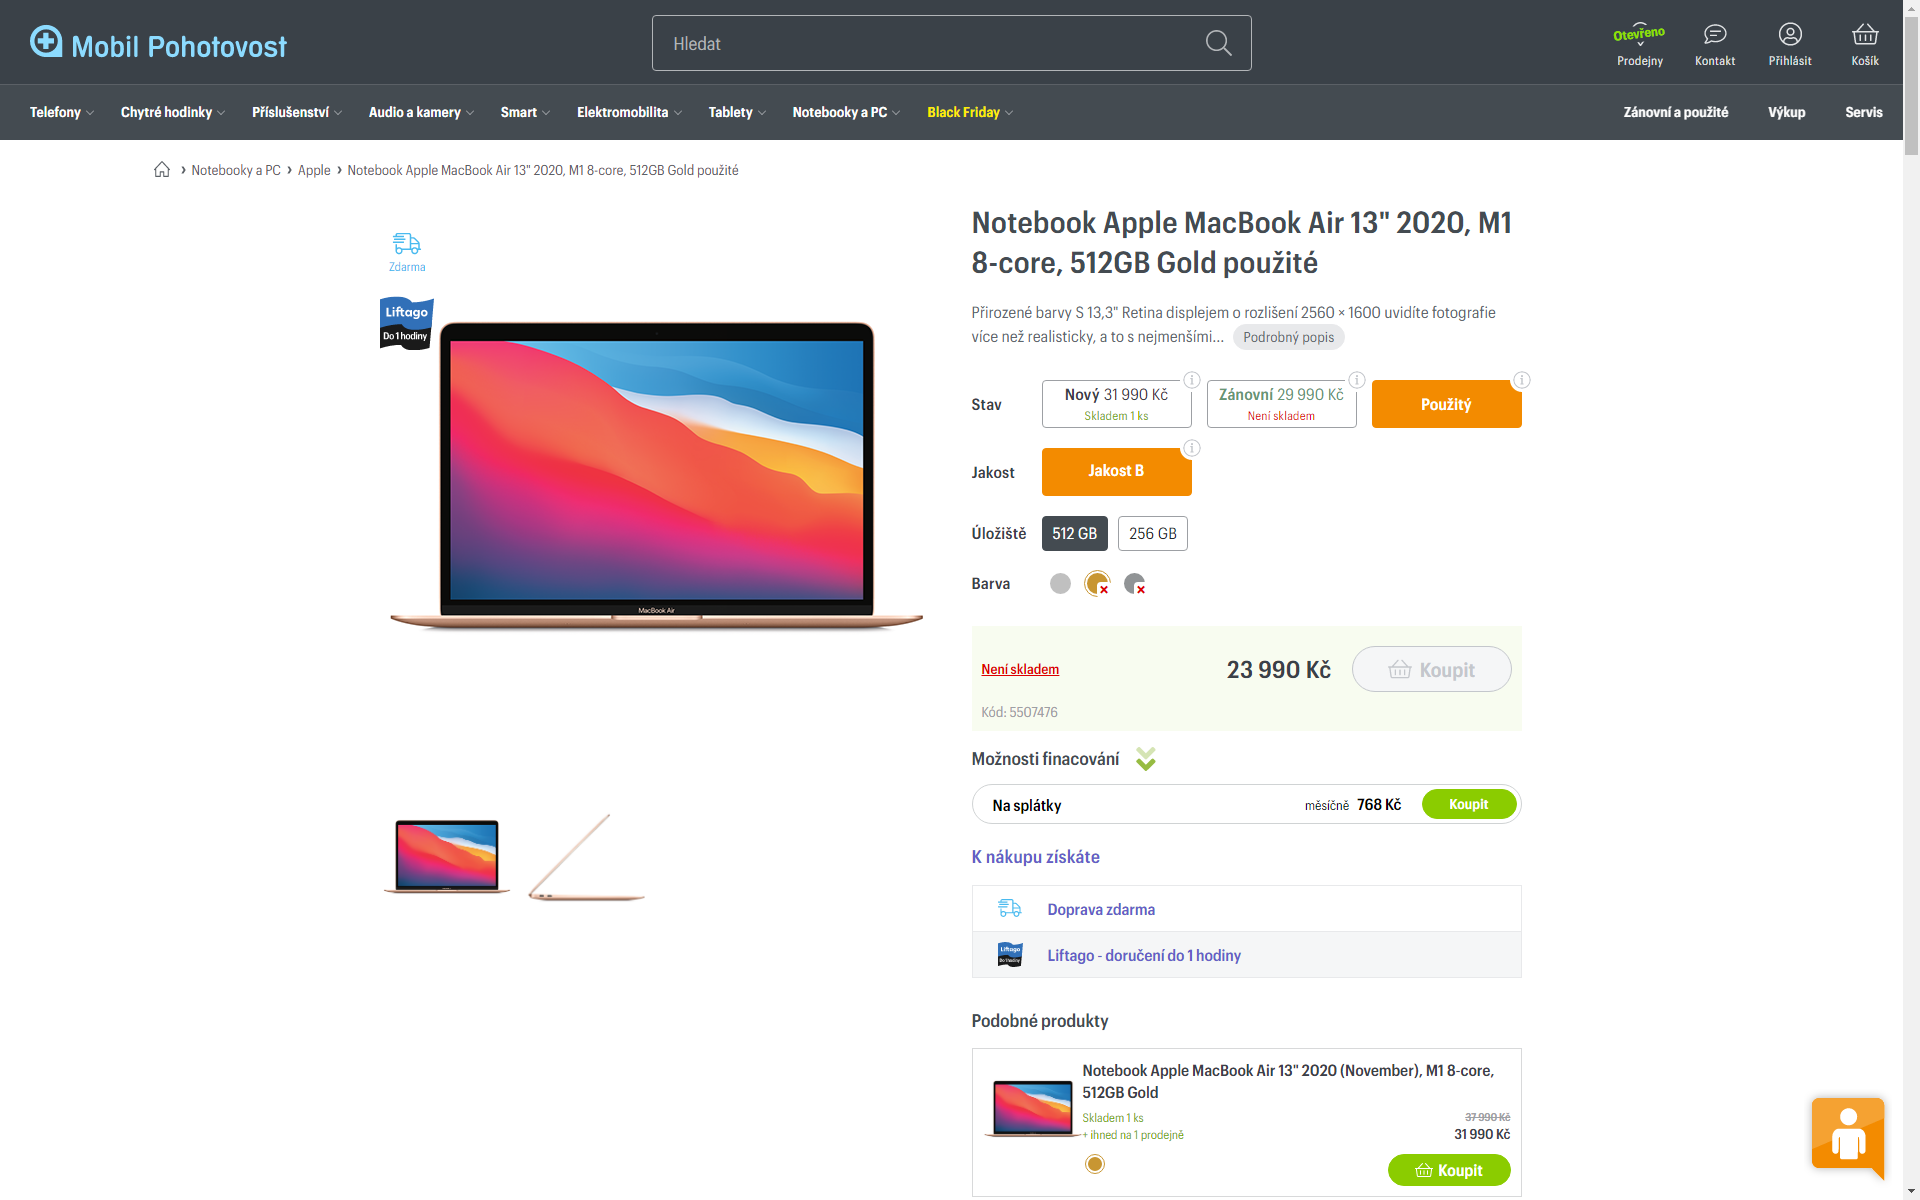 Mobil Pohotovost
Hledat
Otevřeno
Prodejny
Kontakt
Přihlásit
Košík
Telefony
Chytré hodinky
Příslušenství
Audio a kamery
Smart
Elektromobilita
Tablety
Notebooky a PC
Black Friday
Zánovní a použité
Výkup
Servis
Notebooky a PC › Apple › Notebook Apple MacBook Air 13" 2020, M1 8-core, 512GB Gold použité
Zdarma
Liftago
Do 1 hodiny
MacBook Air
Notebook Apple MacBook Air 13" 2020, M1
8-core, 512GB Gold použité
Přirozené barvy S 13,3" Retina displejem o rozlišení 2560 × 1600 uvidíte fotografie
více než realisticky, a to s nejmenšími... Podrobný popis
Stav
Nový 31 990 Kč
Skladem 1 ks
Zánovní 29 990 Kč
Není skladem
Použitý
Jakost
Jakost B
Úložiště
512 GB
256 GB
Barva
Není skladem
23 990 Kč
Koupit
Kód: 5507476
Možnosti finacování
Na splátky
měsíčně 768 Kč
Koupit
K nákupu získáte
Doprava zdarma
Liftago
Do 1 hodiny
Liftago - doručení do 1 hodiny
Podobné produkty
Notebook Apple MacBook Air 13" 2020 (November), M1 8-core,
512GB Gold
Skladem 1 ks
+ ihned na 1 prodejně
37 990 Kč
31 990 Kč
Koupit